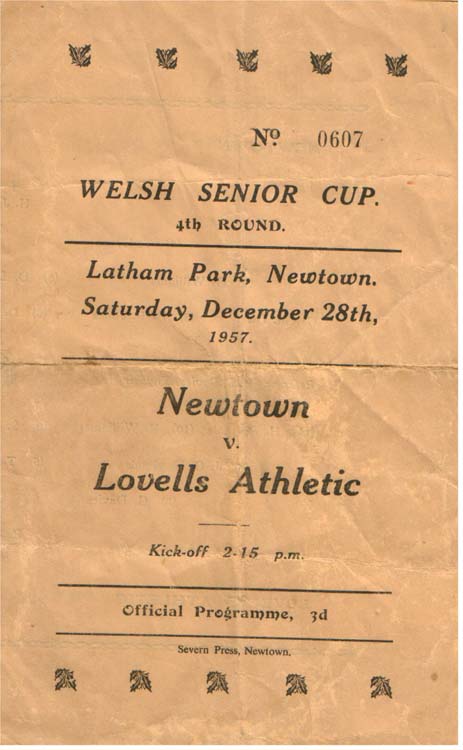 Nº. 0607
WELSH SENIOR CUP.
4th ROUND.
Latham Park, Newtown.
Saturday, December 28th,
1957.
Newtown
v.
Lovells Athletic
Kick-off 2-15 p.m.
Official Programme, 3d
Severn Press, Newtown.